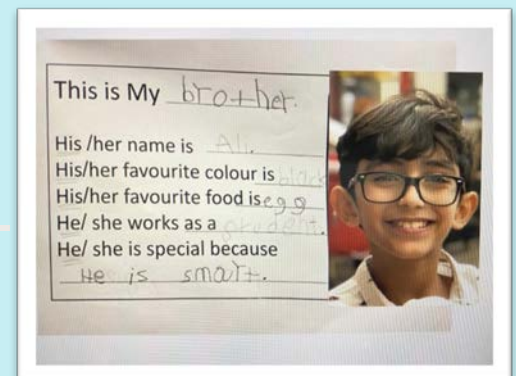 This is My brother.
His /her name is Ali.
His/her favourite colour is black
His/her favourite food is egg
He/ she works as a
He/ she is special because
He is smart.